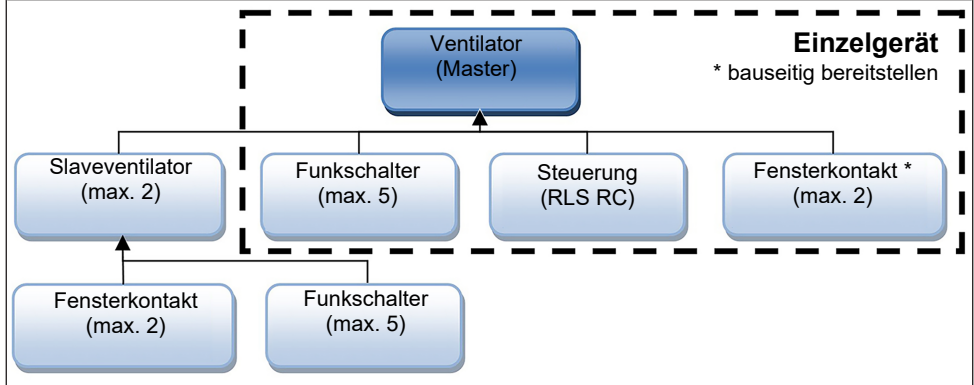 Ventilator
(Master)
Einzelgerät
* bauseitig bereitstellen
Slaveventilator
(max. 2)
Funkschalter
(max. 5)
Steuerung
(RLS RC)
Fensterkontakt *
(max. 2)
Fensterkontakt
(max. 2)
Funkschalter
(max. 5)